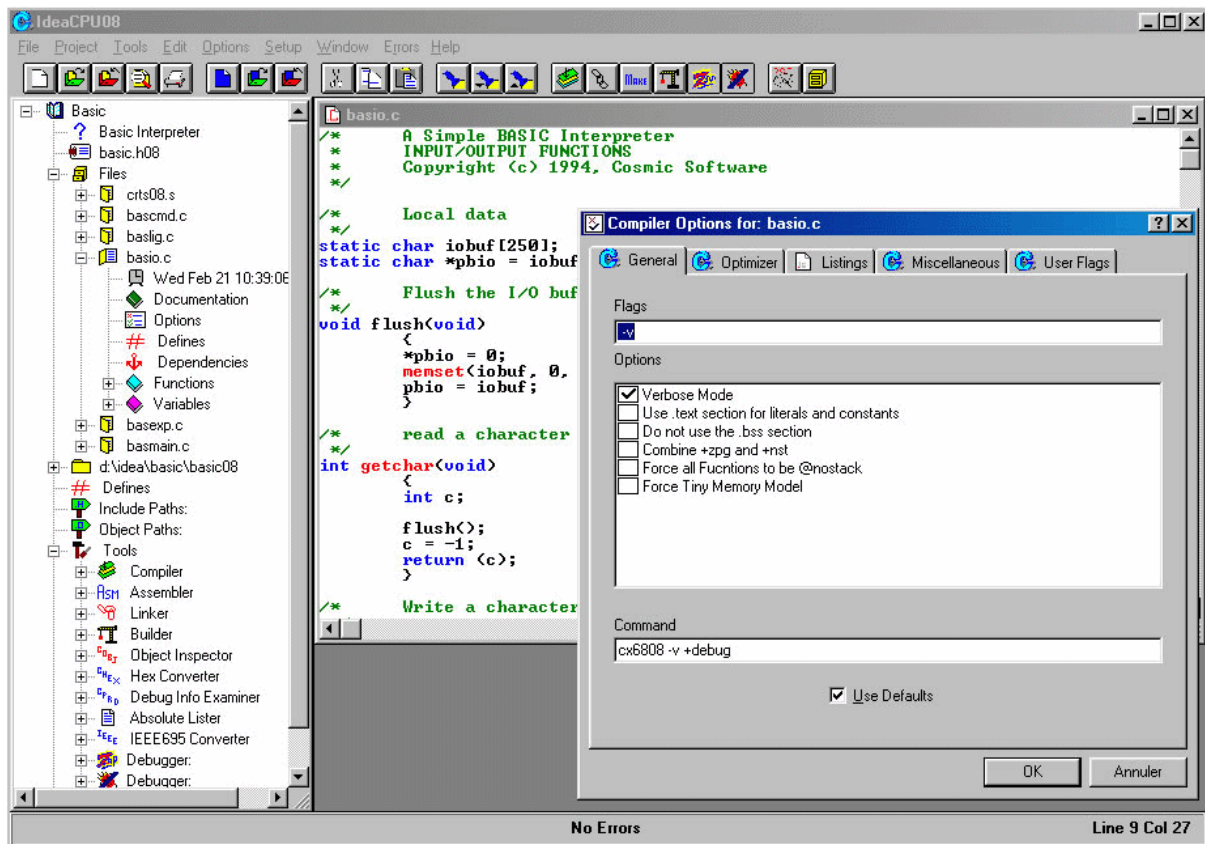 IdeaCPU08
File Project Tools Edit Options Setup Window Errors Help
MAKE
Basic
Basic Interpreter
basic.h08
Files
crts08.s
bascmd.c
baslig.c
basio.c
Wed Feb 21 10:39:06
Documentation
Options
# Defines
Dependencies
Functions
Variables
basexp.c
basmain.c
d:\idea\basic\basic08
# Defines
Include Paths:
Object Paths:
Tools
Compiler
Assembler
Linker
Builder
Object Inspector
Hex Converter
Debug Info Examiner
Absolute Lister
IEEE695 Converter
Debugger:
Debugger:
basio.c
/* A Simple BASIC Interpreter
* INPUT/OUTPUT FUNCTIONS
* Copyright (c) 1994, Cosmic Software
*/
/* Local data
*/
static char iobuf[250];
static char *pbio = iobuf
/* Flush the I/O buf
*/
void flush(void)
{
*pbio = 0;
memset(iobuf, 0,
pbio = iobuf;
}
/* read a character
*/
int getchar(void)
{
int c;
flush();
c = -1;
return (c);
}
/* Write a character
Compiler Options for: basio.c
General Optimizer Listings Miscellaneous User Flags
Flags
-v
Options
Verbose Mode
Use .text section for literals and constants
Do not use the .bss section
Combine +zpg and +nst
Force all Fucntions to be @nostack
Force Tiny Memory Model
Command
cx6808 -v +debug
Use Defaults
OK Annuler
No Errors Line 9 Col 27